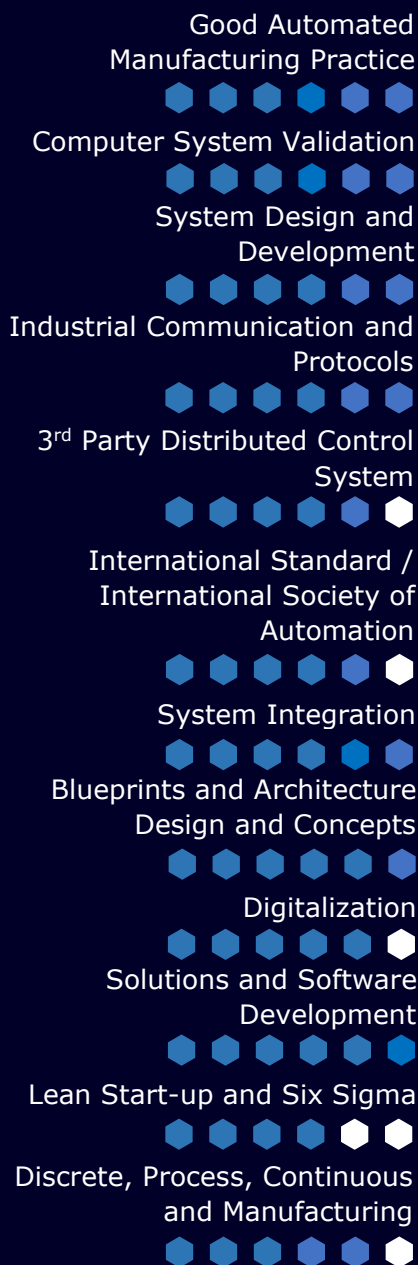 Good Automated
Manufacturing Practice
Computer System Validation
System Design and
Development
Industrial Communication and
Protocols
3rd Party Distributed Control
System
International Standard /
International Society of
Automation
System Integration
Blueprints and Architecture
Design and Concepts
Digitalization
Solutions and Software
Development
Lean Start-up and Six Sigma
Discrete, Process, Continuous
and Manufacturing